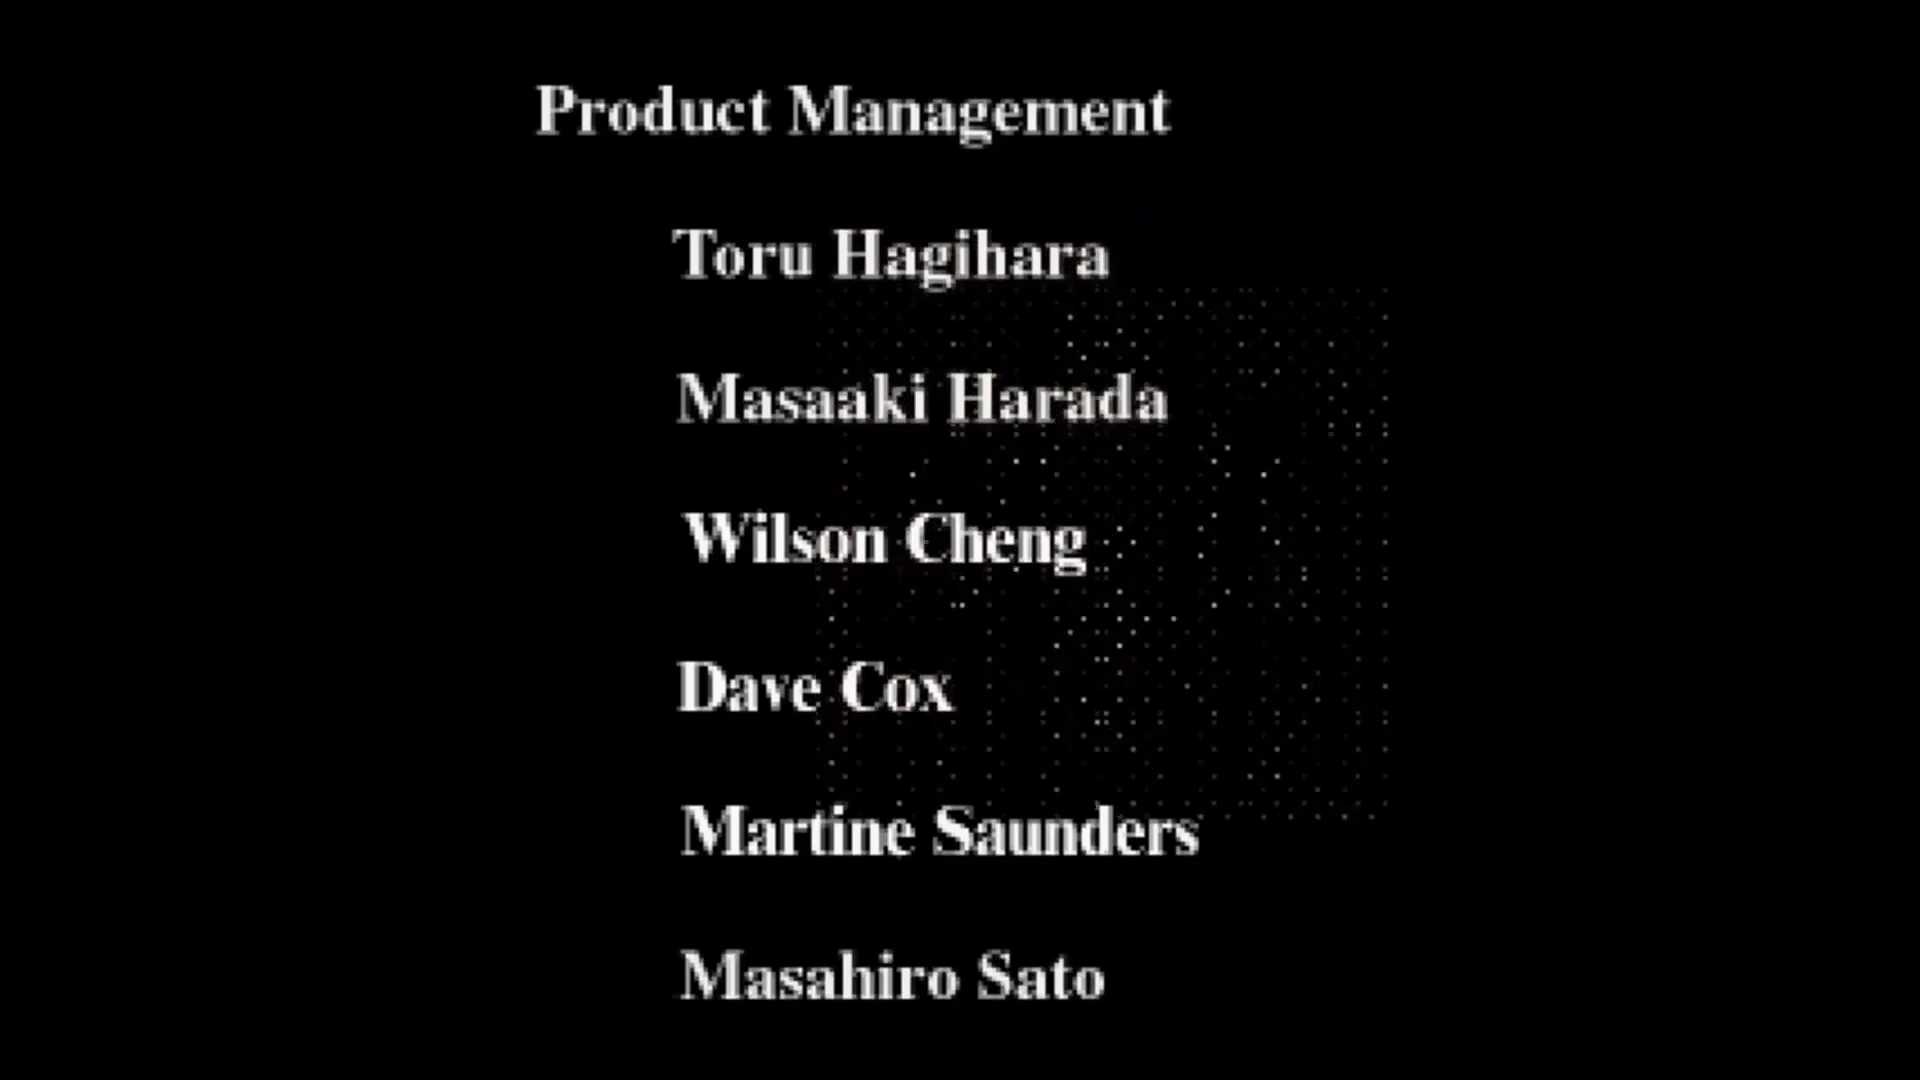 Product Management
Toru Hagihara
Masaaki Harada
Wilson Cheng
Dave Cox
Martine Saunders
Masahiro Sato